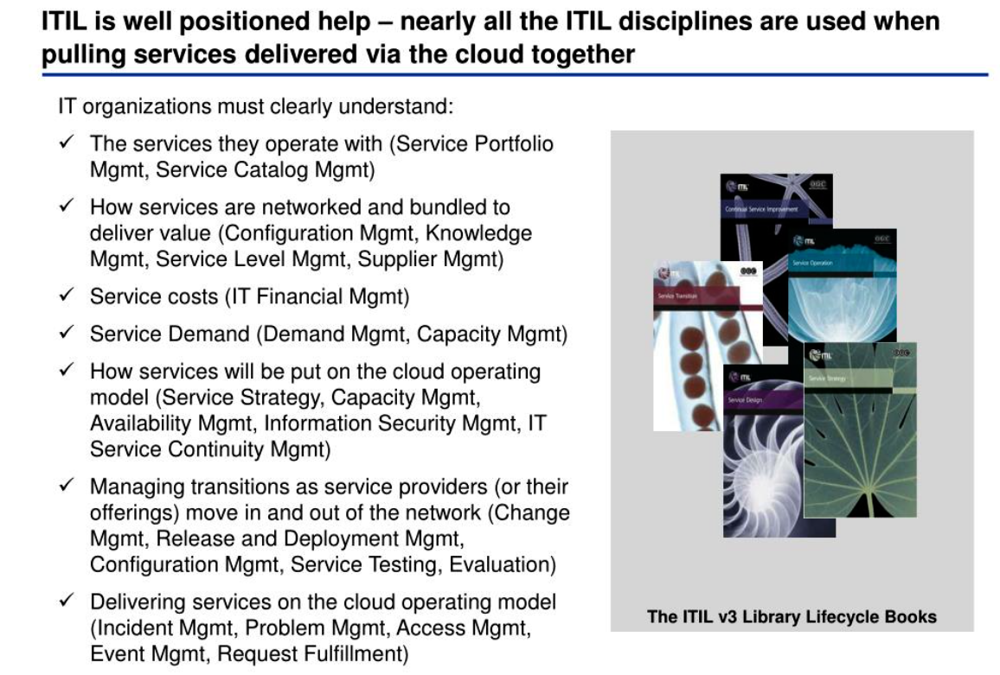 ITIL is well positioned help – nearly all the ITIL disciplines are used when
pulling services delivered via the cloud together
IT organizations must clearly understand:
✓ The services they operate with (Service Portfolio
Mgmt, Service Catalog Mgmt)
✓ How services are networked and bundled to
deliver value (Configuration Mgmt, Knowledge
Mgmt, Service Level Mgmt, Supplier Mgmt)
✓ Service costs (IT Financial Mgmt)
✓ Service Demand (Demand Mgmt, Capacity Mgmt)
✓ How services will be put on the cloud operating
model (Service Strategy, Capacity Mgmt,
Availability Mgmt, Information Security Mgmt, IT
Service Continuity Mgmt)
✓ Managing transitions as service providers (or their
offerings) move in and out of the network (Change
Mgmt, Release and Deployment Mgmt,
Configuration Mgmt, Service Testing, Evaluation)
✓ Delivering services on the cloud operating model
(Incident Mgmt, Problem Mgmt, Access Mgmt,
Event Mgmt, Request Fulfillment)
ITIL OGC
Continual Service Improvement
ITIL OGC
Service Operation
ITIL OGC
Service Transition
ITIL OGC
Service Strategy
ITIL
Service Design
The ITIL v3 Library Lifecycle Books